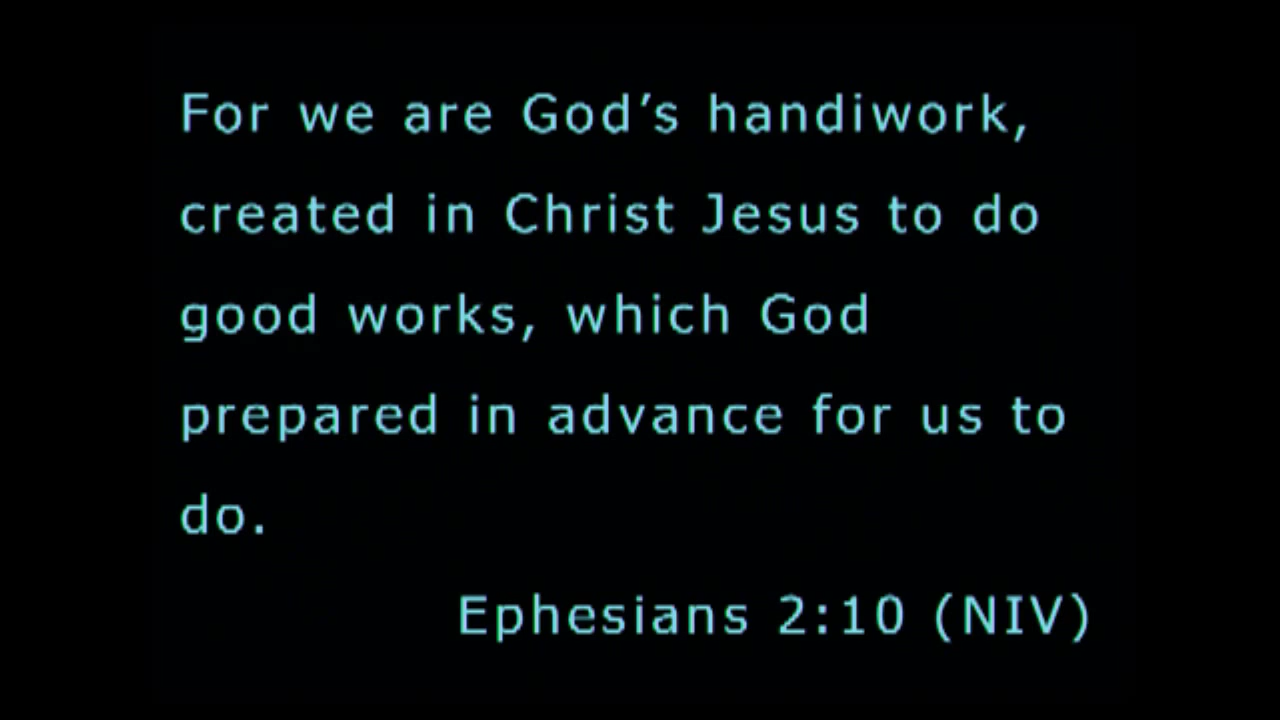 For we are God’s handiwork,
created in Christ Jesus to do
good works, which God
prepared in advance for us to
do.
Ephesians 2:10 (NIV)